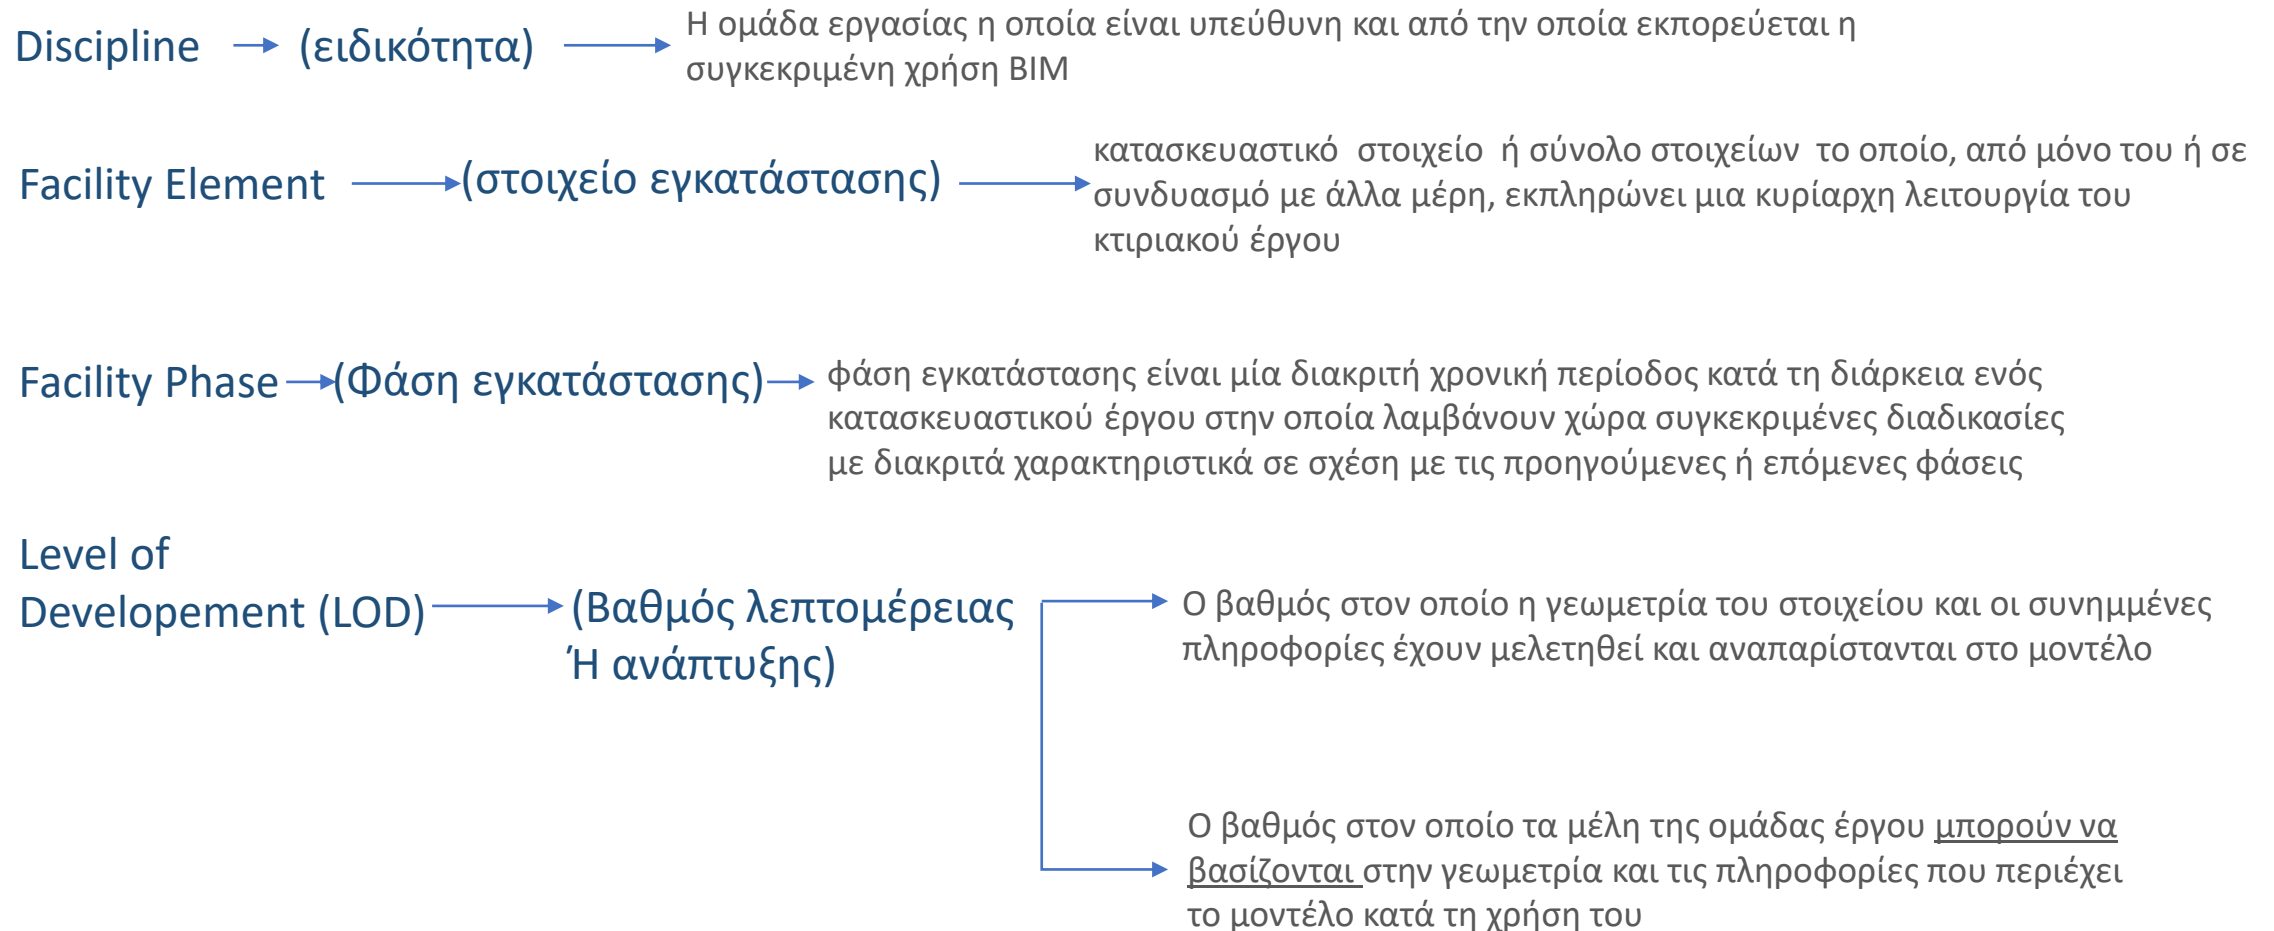 Discipline
(ειδικότητα)
Η ομάδα εργασίας η οποία είναι υπεύθυνη και από την οποία εκπορεύεται η
συγκεκριμένη χρήση BIM
Facility Element
(στοιχείο εγκατάστασης)
κατασκευαστικό στοιχείο ή σύνολο στοιχείων το οποίο, από μόνο του ή σε
συνδυασμό με άλλα μέρη, εκπληρώνει μια κυρίαρχη λειτουργία του
κτιριακού έργου
Facility Phase
(Φάση εγκατάστασης)
φάση εγκατάστασης είναι μία διακριτή χρονική περίοδος κατά τη διάρκεια ενός
κατασκευαστικού έργου στην οποία λαμβάνουν χώρα συγκεκριμένες διαδικασίες
με διακριτά χαρακτηριστικά σε σχέση με τις προηγούμενες ή επόμενες φάσεις
Level of
Developement (LOD)
(Βαθμός λεπτομέρειας
Ή ανάπτυξης)
Ο βαθμός στον οποίο η γεωμετρία του στοιχείου και οι συνημμένες
πληροφορίες έχουν μελετηθεί και αναπαρίστανται στο μοντέλο
Ο βαθμός στον οποίο τα μέλη της ομάδας έργου μπορούν να
βασίζονται στην γεωμετρία και τις πληροφορίες που περιέχει
το μοντέλο κατά τη χρήση του